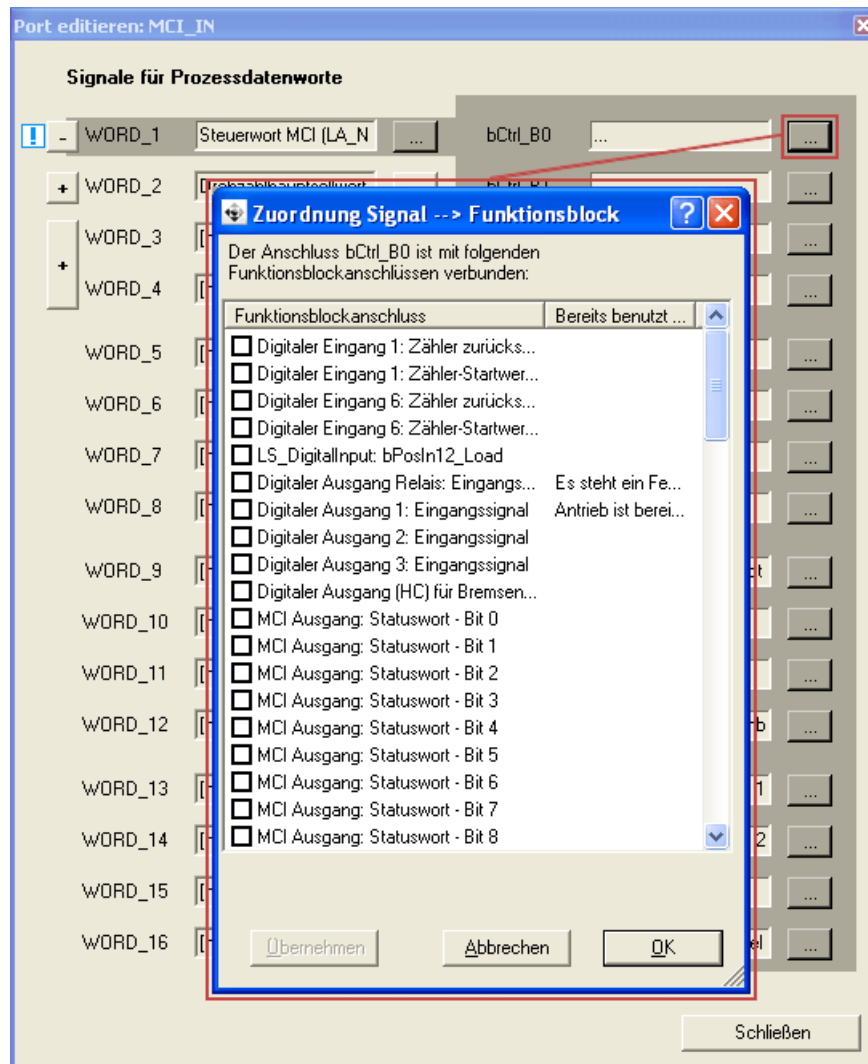 Port editieren: MCI_IN
Signale für Prozessdatenworte
! - WORD_1 Steuerwort MCI (LA_N ... bCtrl_B0 ... ...
+ WORD_2 ...
+ WORD_3 ...
WORD_4 ...
WORD_5 ...
WORD_6 ...
WORD_7 ...
WORD_8 ...
WORD_9 ...
WORD_10 ...
WORD_11 ...
WORD_12 ...
WORD_13 ...
WORD_14 ...
WORD_15 ...
WORD_16 ...
Zuordnung Signal --> Funktionsblock
Der Anschluss bCtrl_B0 ist mit folgenden
Funktionsblockanschlüssen verbunden:
Funktionsblockanschluss Bereits benutzt ...
Digitaler Eingang 1: Zähler zurücks...
Digitaler Eingang 1: Zähler-Startwer...
Digitaler Eingang 6: Zähler zurücks...
Digitaler Eingang 6: Zähler-Startwer...
LS_DigitalInput: bPosIn12_Load
Digitaler Ausgang Relais: Eingangs... Es steht ein Fe...
Digitaler Ausgang 1: Eingangssignal Antrieb ist berei...
Digitaler Ausgang 2: Eingangssignal
Digitaler Ausgang 3: Eingangssignal
Digitaler Ausgang (HC) für Bremsen...
MCI Ausgang: Statuswort - Bit 0
MCI Ausgang: Statuswort - Bit 1
MCI Ausgang: Statuswort - Bit 2
MCI Ausgang: Statuswort - Bit 3
MCI Ausgang: Statuswort - Bit 4
MCI Ausgang: Statuswort - Bit 5
MCI Ausgang: Statuswort - Bit 6
MCI Ausgang: Statuswort - Bit 7
MCI Ausgang: Statuswort - Bit 8
Übernehmen Abbrechen OK
Schließen